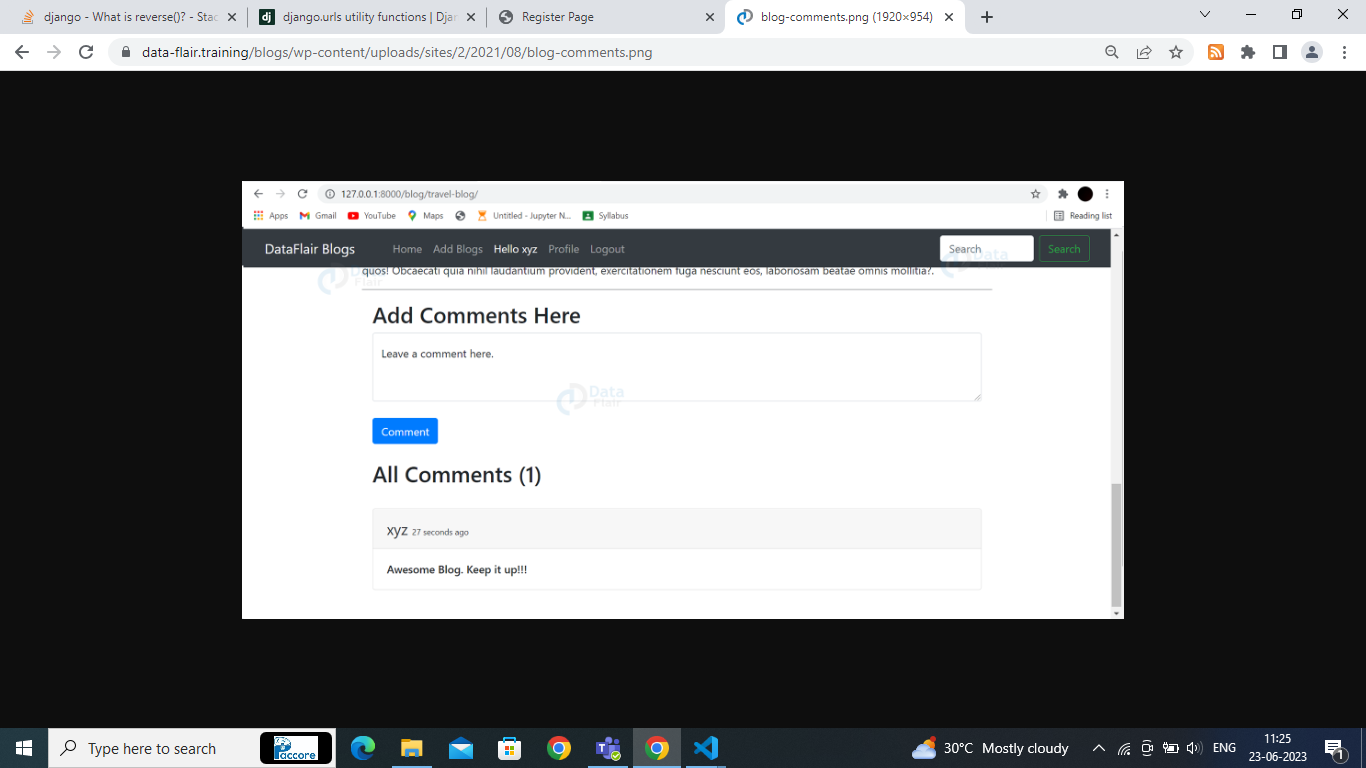 django - What is reverse()? - Stac
django.urls utility functions | Djan
Register Page
blog-comments.png (1920×954)
data-flair.training/blogs/wp-content/uploads/sites/2/2021/08/blog-comments.png
127.0.0.1:8000/blog/travel-blog/
Apps Gmail YouTube Maps Untitled - Jupyter N... Syllabus Reading list
DataFlair Blogs Home Add Blogs Hello xyz Profile Logout Search Search
quos! Obcaecati quia nihil laudantium provident, exercitationem fuga nesciunt eos, laboriosam beatae omnis mollitia?.
Data
Flair
Data
Add Comments Here
Leave a comment here.
Data
Flair
Comment
All Comments (1)
xyz 27 seconds ago
Awesome Blog. Keep it up!!!
Type here to search
accore
30°C Mostly cloudy
ENG
11:25
23-06-2023
1